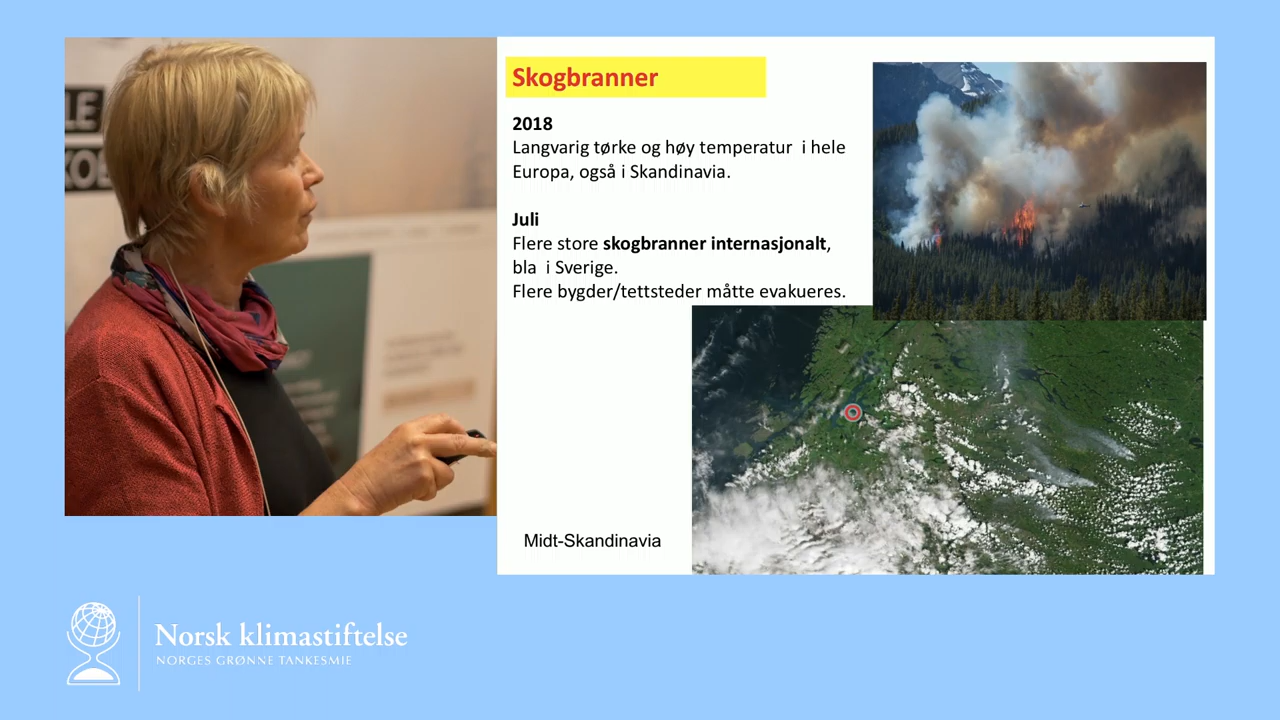 LE
Skogbranner
2018
Langvarig tørke og høy temperatur i hele
Europa, også i Skandinavia.
Juli
Flere store skogbranner internasjonalt,
bla i Sverige.
Flere bygder/tettsteder måtte evakueres.
Midt-Skandinavia
Norsk klimastiftelse
NORGES GRØNNE TANKESMIE